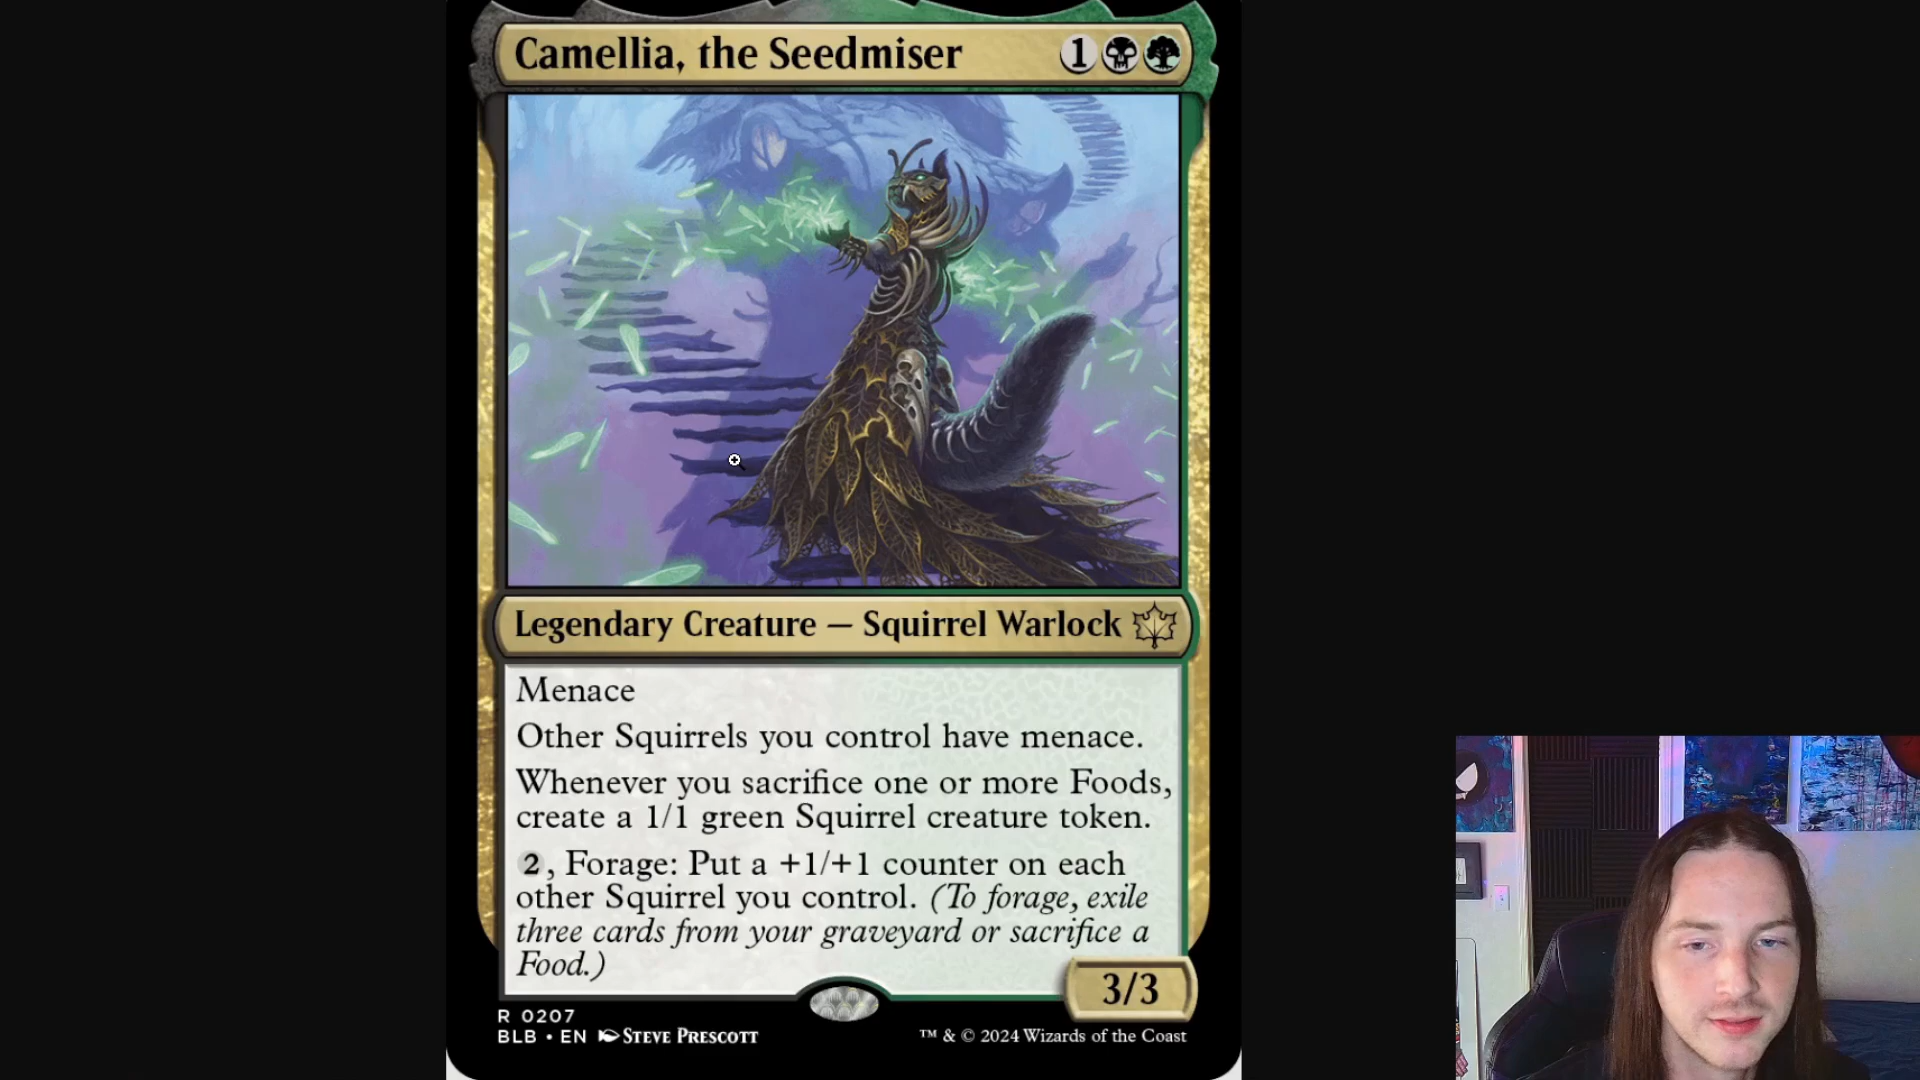 Camellia, the Seedmiser 1
Legendary Creature — Squirrel Warlock
Menace
Other Squirrels you control have menace.
Whenever you sacrifice one or more Foods,
create a 1/1 green Squirrel creature token.
2, Forage: Put a +1/+1 counter on each
other Squirrel you control. (To forage, exile
three cards from your graveyard or sacrifice a
Food.)
3/3
R 0207
BLB • EN STEVE PRESCOTT
™ & © 2024 Wizards of the Coast